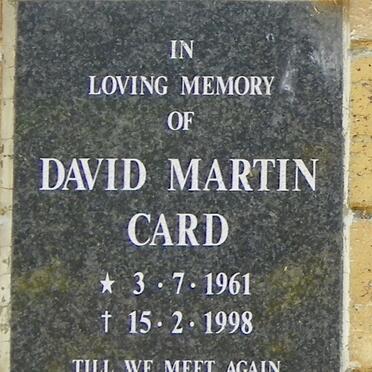 IN
LOVING MEMORY
OF
DAVID MARTIN
CARD
★ 3·7·1961
† 15·2·1998
TILL WE MEET AGAIN